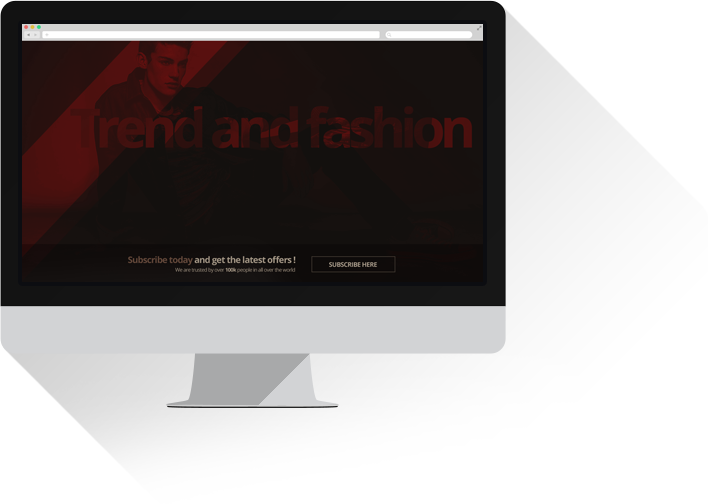 Trend and fashion
Subscribe today and get the latest offers !
We are trusted by over 100k people in all over the world
SUBSCRIBE HERE